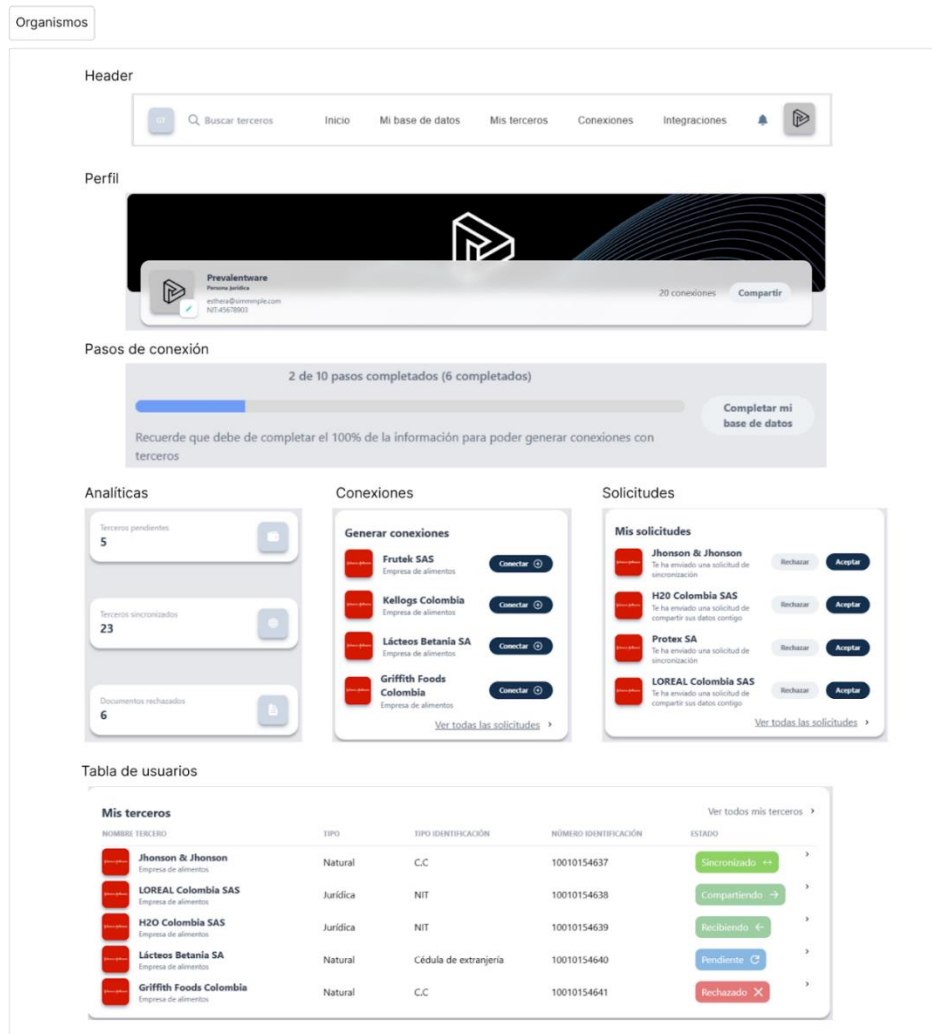 Organismos
Header
Buscar terceros Inicio Mi base de datos Mis terceros Conexiones Integraciones
Perfil
Prevalentware
Persona jurídica
esthera@simmmple.com
NIT:45678903
20 conexiones Compartir
Pasos de conexión
2 de 10 pasos completados (6 completados)
Completar mi
base de datos
Recuerde que debe de completar el 100% de la información para poder generar conexiones con
terceros
Analíticas
Terceros pendientes
5
Terceros sincronizados
23
Documentos rechazados
6
Conexiones
Generar conexiones
Frutek SAS
Empresa de alimentos
Conectar
Kellogs Colombia
Empresa de alimentos
Conectar
Lácteos Betania SA
Empresa de alimentos
Conectar
Griffith Foods
Colombia
Empresa de alimentos
Conectar
Ver todas las solicitudes
Solicitudes
Mis solicitudes
Jhonson & Jhonson
Te ha enviado una solicitud de
sincronización
Rechazar Aceptar
H20 Colombia SAS
Te ha enviado una solicitud de
compartir sus datos contigo
Rechazar Aceptar
Protex SA
Te ha enviado una solicitud de
sincronización
Rechazar Aceptar
LOREAL Colombia SAS
Te ha enviado una solicitud de
compartir sus datos contigo
Rechazar Aceptar
Ver todas las solicitudes
Tabla de usuarios
Mis terceros Ver todos mis terceros
NOMBRE TERCERO TIPO TIPO IDENTIFICACIÓN NÚMERO IDENTIFICACIÓN ESTADO
Jhonson & Jhonson
Empresa de alimentos
Natural C.C 10010154637 Sincronizado
LOREAL Colombia SAS
Empresa de alimentos
Jurídica NIT 10010154638 Compartiendo
H2O Colombia SAS
Empresa de alimentos
Jurídica NIT 10010154639 Recibiendo
Lácteos Betania SA
Empresa de alimentos
Natural Cédula de extranjería 10010154640 Pendiente
Griffith Foods Colombia
Empresa de alimentos
Natural C.C 10010154641 Rechazado